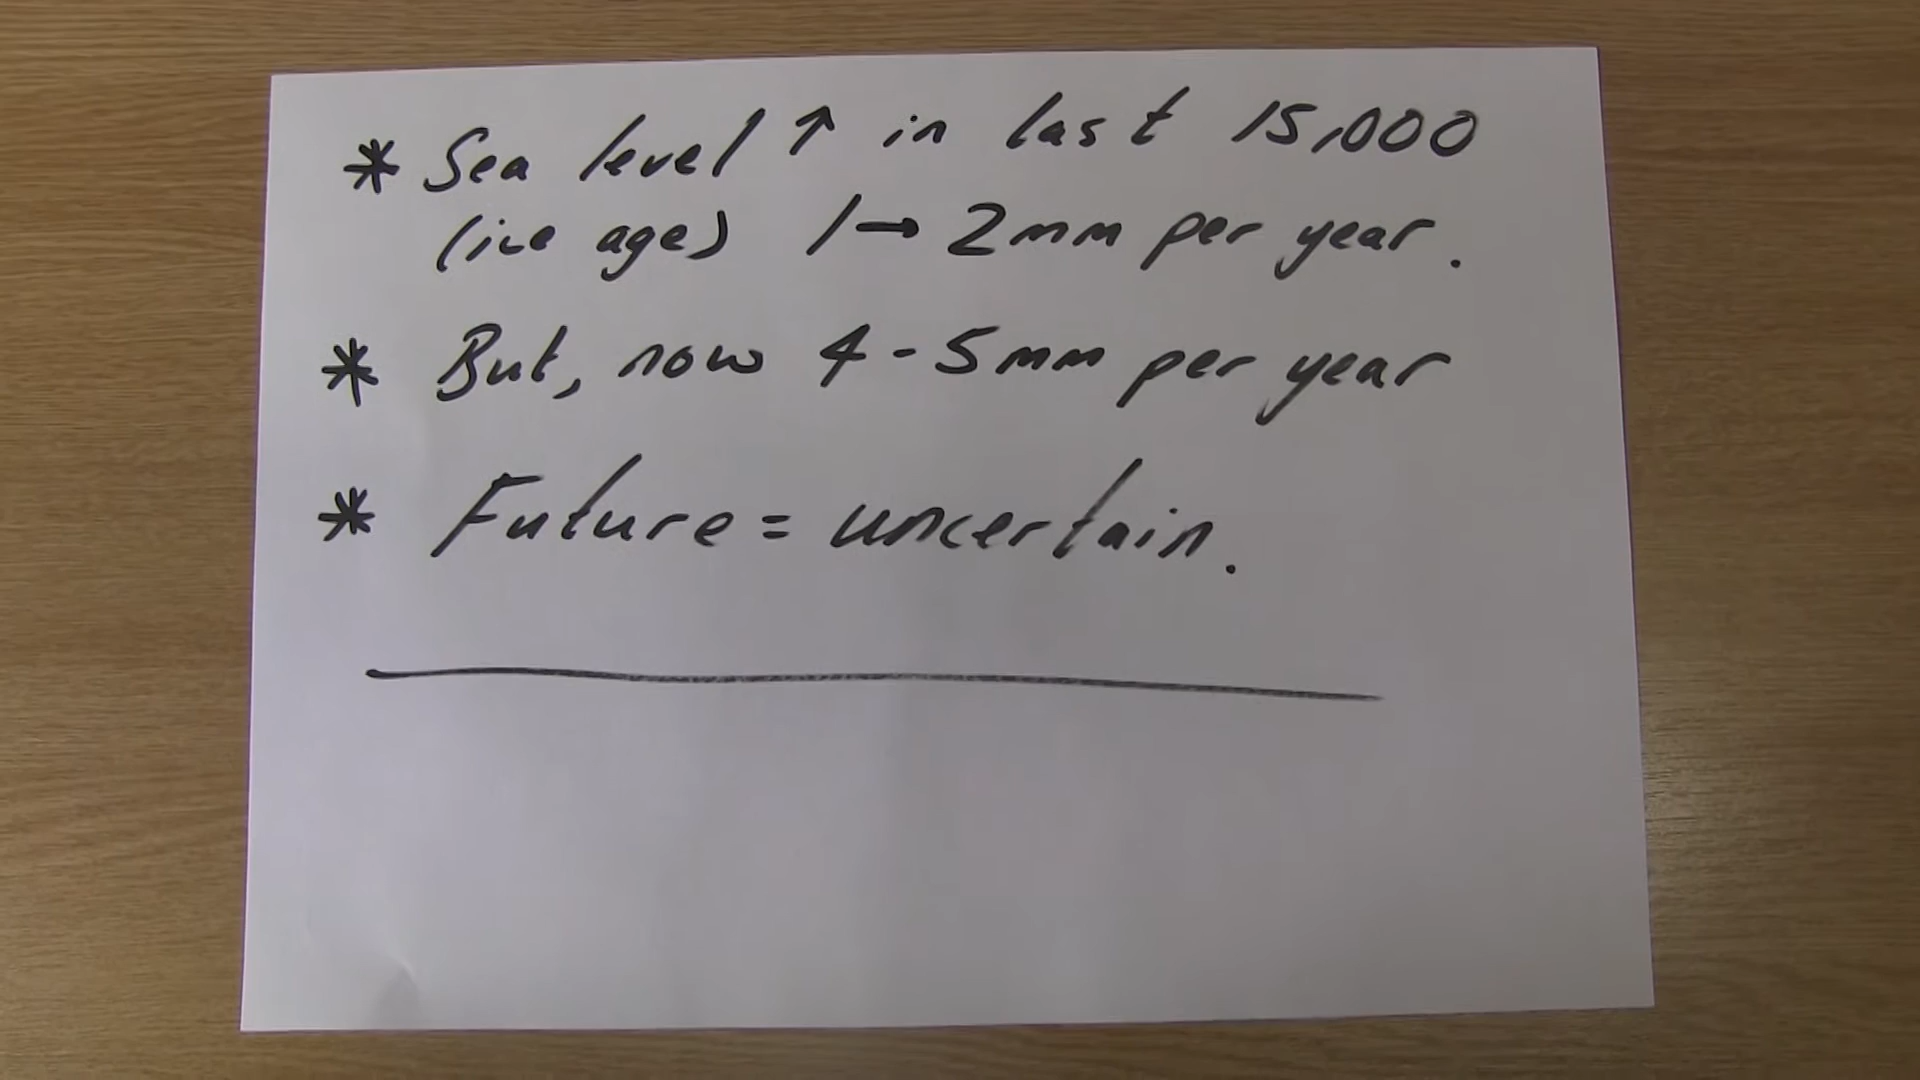 * Sea level ↑ in last 15,000
(ice age) 1→2mm per year.
* But, now 4-5mm per year
* Future = uncertain.